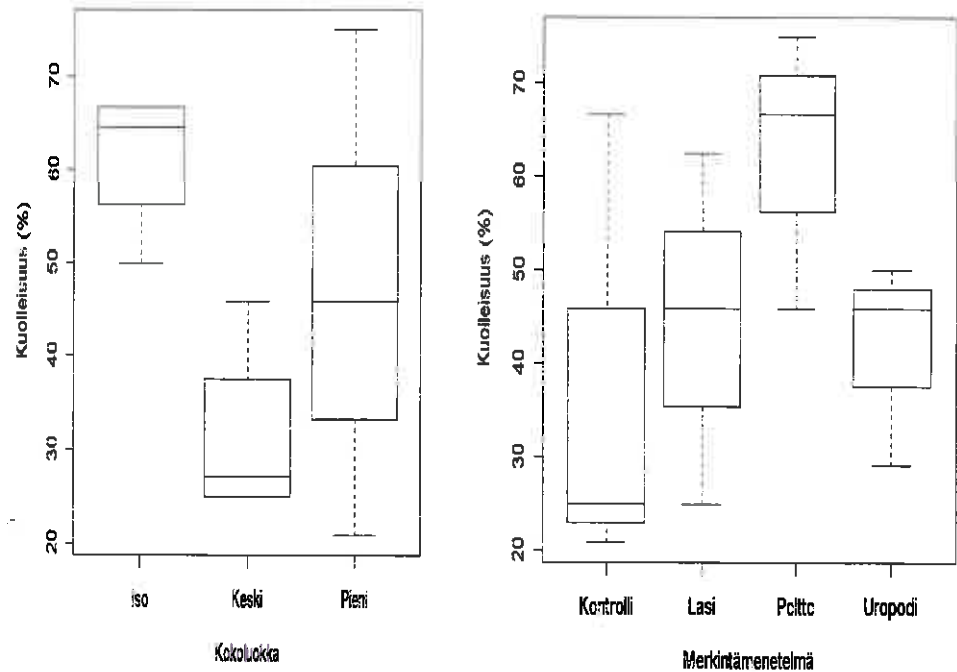 Kuolleisuus (%)
70
60
50
40
30
20
Iso Keski Pieni
Kokoluokka
Kuolleisuus (%)
70
60
50
40
30
20
Kontrolli Lasi Poltto Uropodi
Merkintämenetelmä